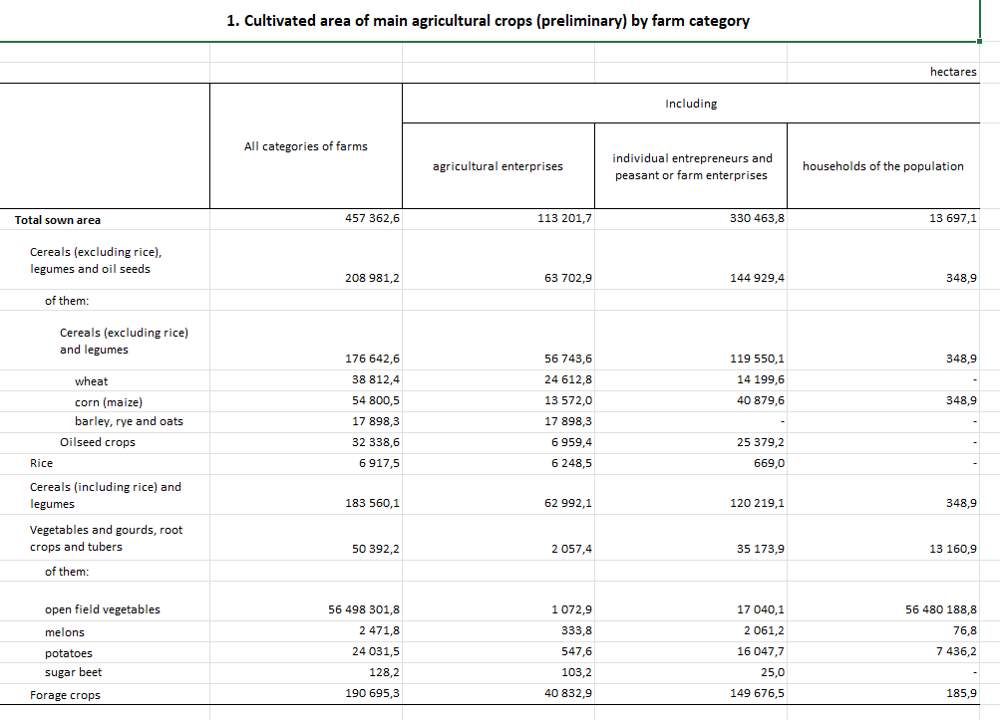 1. Cultivated area of main agricultural crops (preliminary) by farm category
hectares
All categories of farms
Including
agricultural enterprises
individual entrepreneurs and
peasant or farm enterprises
households of the population
Total sown area 457 362,6 113 201,7 330 463,8 13 697,1
Cereals (excluding rice),
legumes and oil seeds 208 981,2 63 702,9 144 929,4 348,9
of them:
Cereals (excluding rice)
and legumes 176 642,6 56 743,6 119 550,1 348,9
wheat 38 812,4 24 612,8 14 199,6 -
corn (maize) 54 800,5 13 572,0 40 879,6 348,9
barley, rye and oats 17 898,3 17 898,3 - -
Oilseed crops 32 338,6 6 959,4 25 379,2 -
Rice 6 917,5 6 248,5 669,0 -
Cereals (including rice) and
legumes 183 560,1 62 992,1 120 219,1 348,9
Vegetables and gourds, root
crops and tubers 50 392,2 2 057,4 35 173,9 13 160,9
of them:
open field vegetables 56 498 301,8 1 072,9 17 040,1 56 480 188,8
melons 2 471,8 333,8 2 061,2 76,8
potatoes 24 031,5 547,6 16 047,7 7 436,2
sugar beet 128,2 103,2 25,0 -
Forage crops 190 695,3 40 832,9 149 676,5 185,9